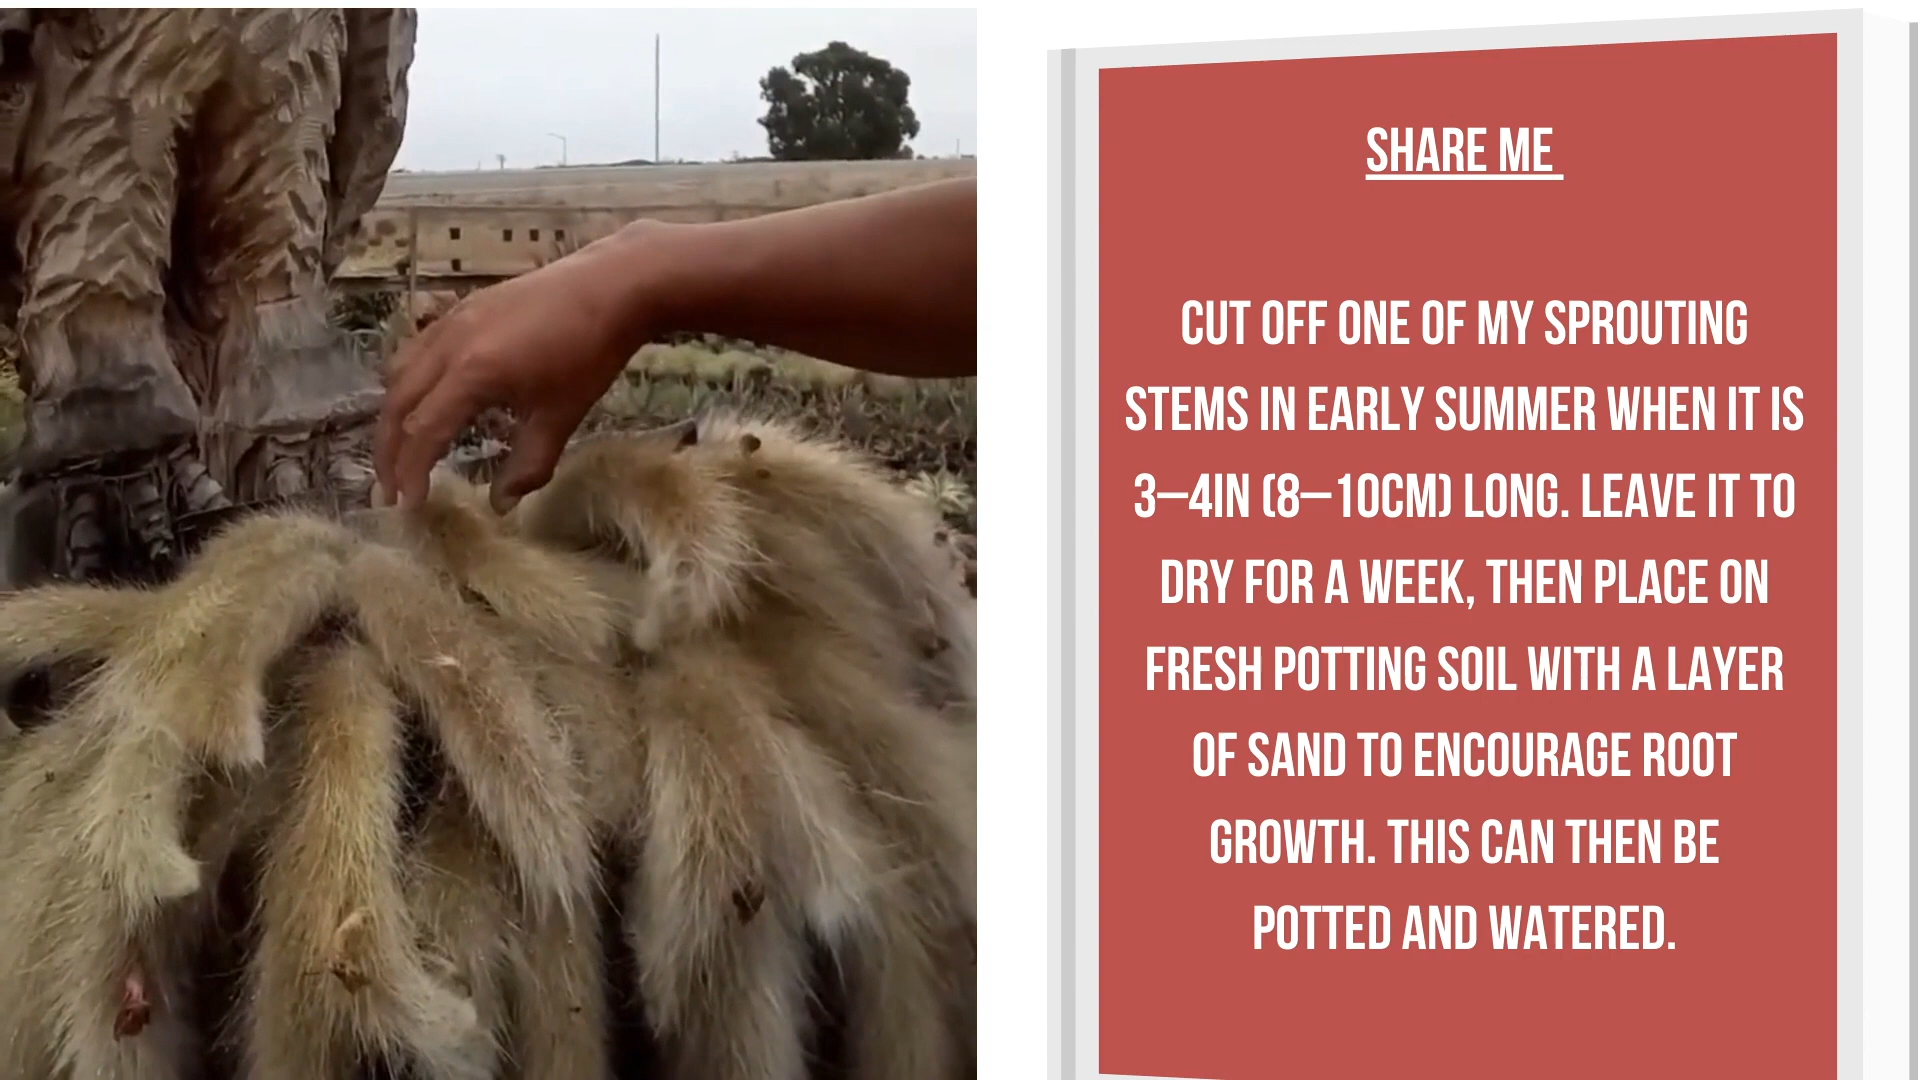 SHARE ME
CUT OFF ONE OF MY SPROUTING
STEMS IN EARLY SUMMER WHEN IT IS
3–4IN (8–10CM) LONG. LEAVE IT TO
DRY FOR A WEEK, THEN PLACE ON
FRESH POTTING SOIL WITH A LAYER
OF SAND TO ENCOURAGE ROOT
GROWTH. THIS CAN THEN BE
POTTED AND WATERED.